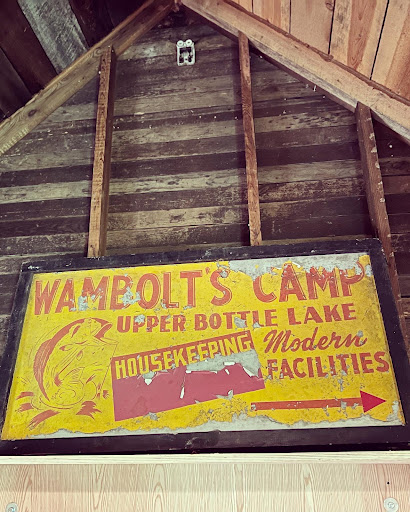 WAMBOLT'S CAMP
UPPER BOTTLE LAKE
HOUSEKEEPING Modern
FACILITIES